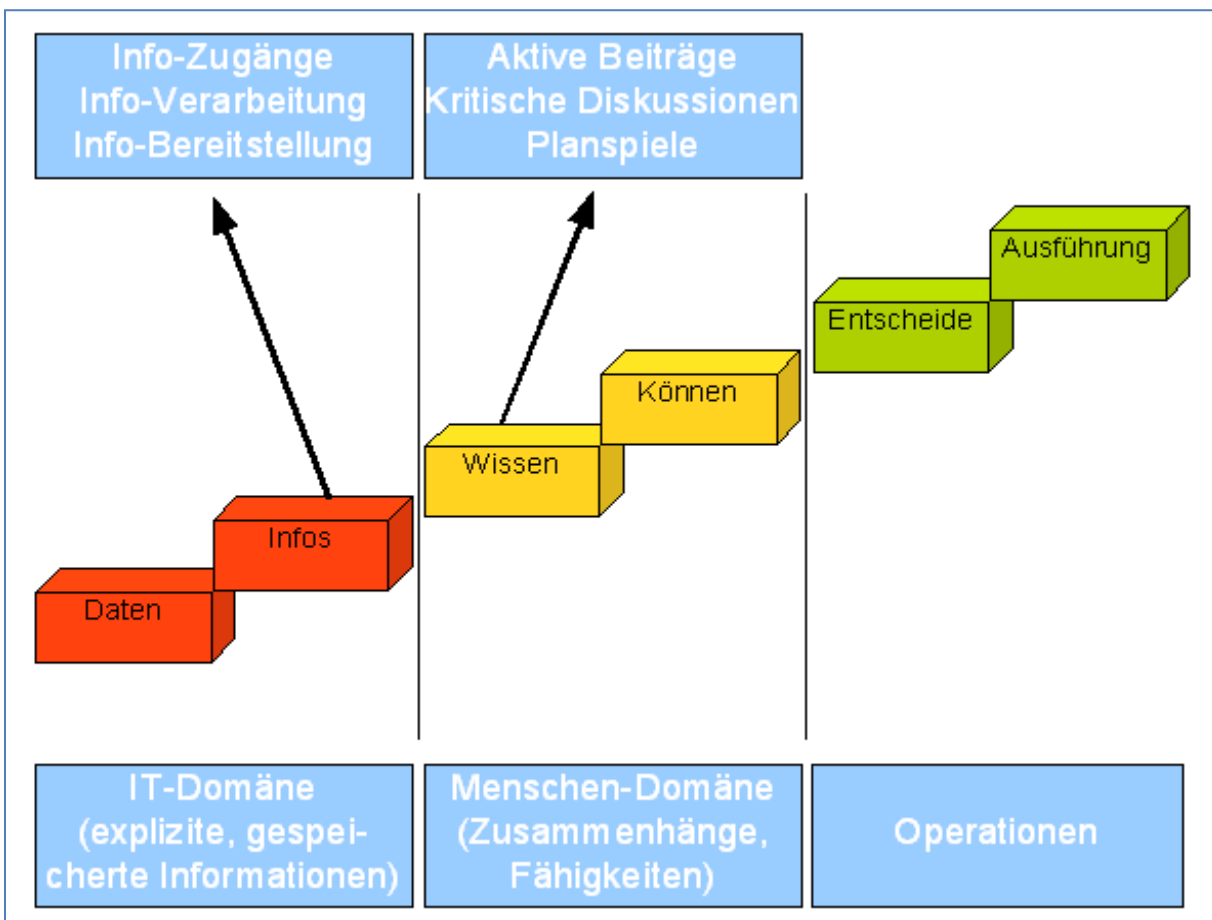 Info-Zugänge
Info-Verarbeitung
Info-Bereitstellung
Aktive Beiträge
Kritische Diskussionen
Planspiele
Ausführung
Entscheide
Können
Wissen
Infos
Daten
IT-Domäne
(explizite, gespei-
cherte Informationen)
Menschen-Domäne
(Zusammenhänge,
Fähigkeiten)
Operationen